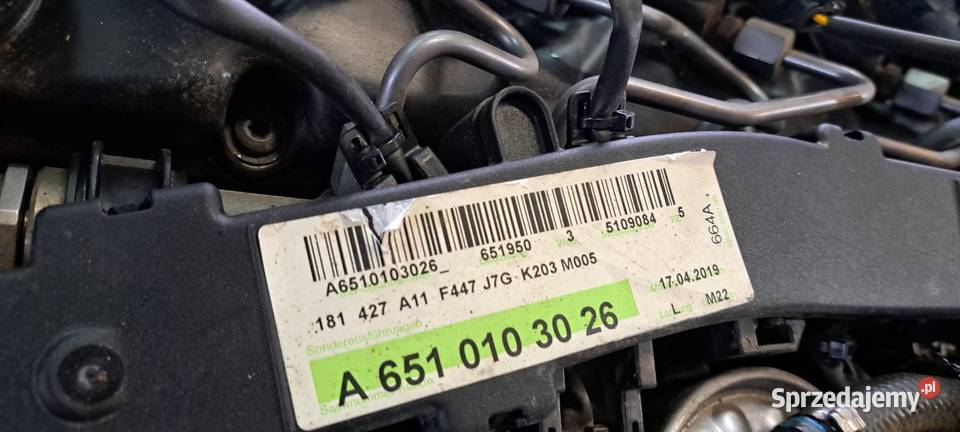 A6510103026_ 651950 3 5109084 5
181 427 A11 F447 J7G K203 M005
17.04.2019
664A
Sonderausführungen
L M22
A 651 010 30 26
Sprzedajemy.pl